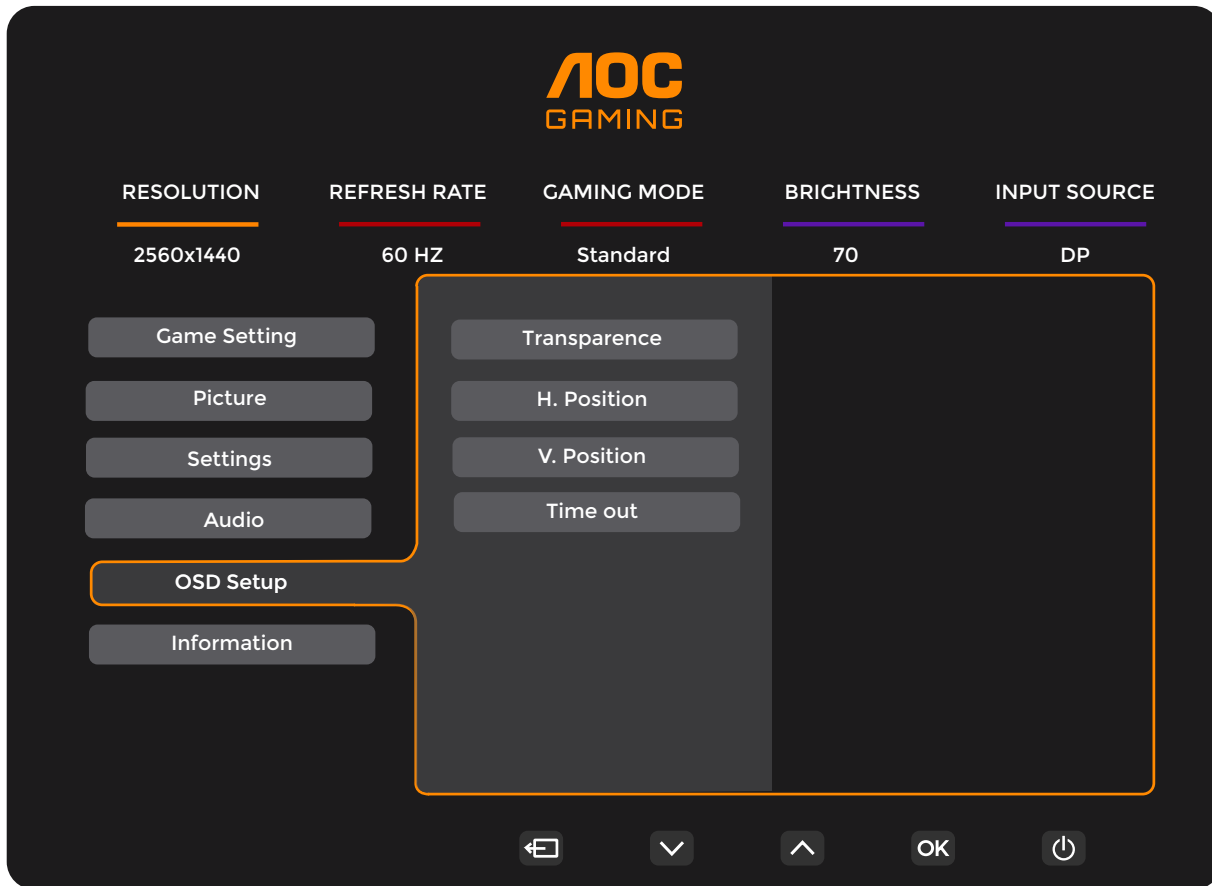 AOC
GAMING
RESOLUTION REFRESH RATE GAMING MODE BRIGHTNESS INPUT SOURCE
2560x1440 60 HZ Standard 70 DP
Game Setting Transparence
Picture H. Position
Settings V. Position
Audio Time out
OSD Setup
Information
OK